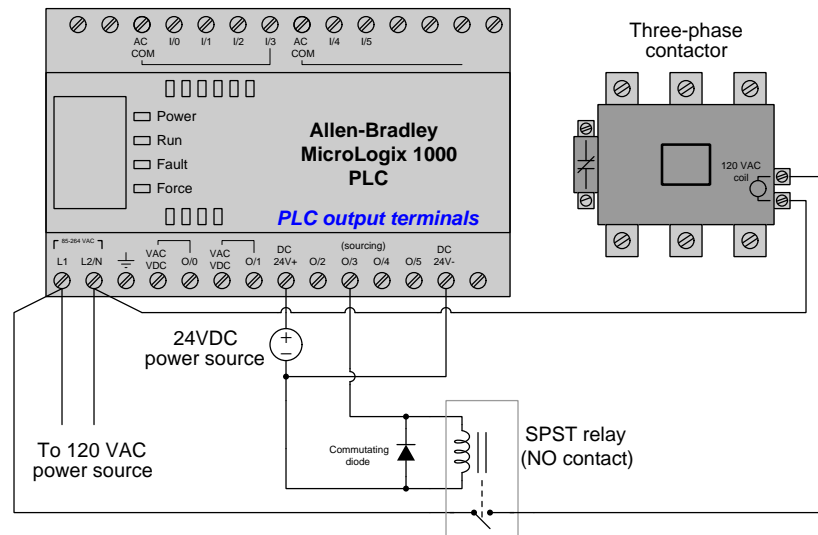 AC COM
I/0
I/1
I/2
I/3
AC COM
I/4
I/5
Three-phase
contactor
Power
Run
Fault
Force
Allen-Bradley
MicroLogix 1000
PLC
120 VAC
coil
PLC output terminals
85-264 VAC
L1
L2/N
VAC VDC
O/0
VAC VDC
O/1
DC 24V+
O/2
(sourcing)
O/3
O/4
O/5
DC 24V-
24VDC
power source
+
−
To 120 VAC
power source
Commutating
diode
SPST relay
(NO contact)